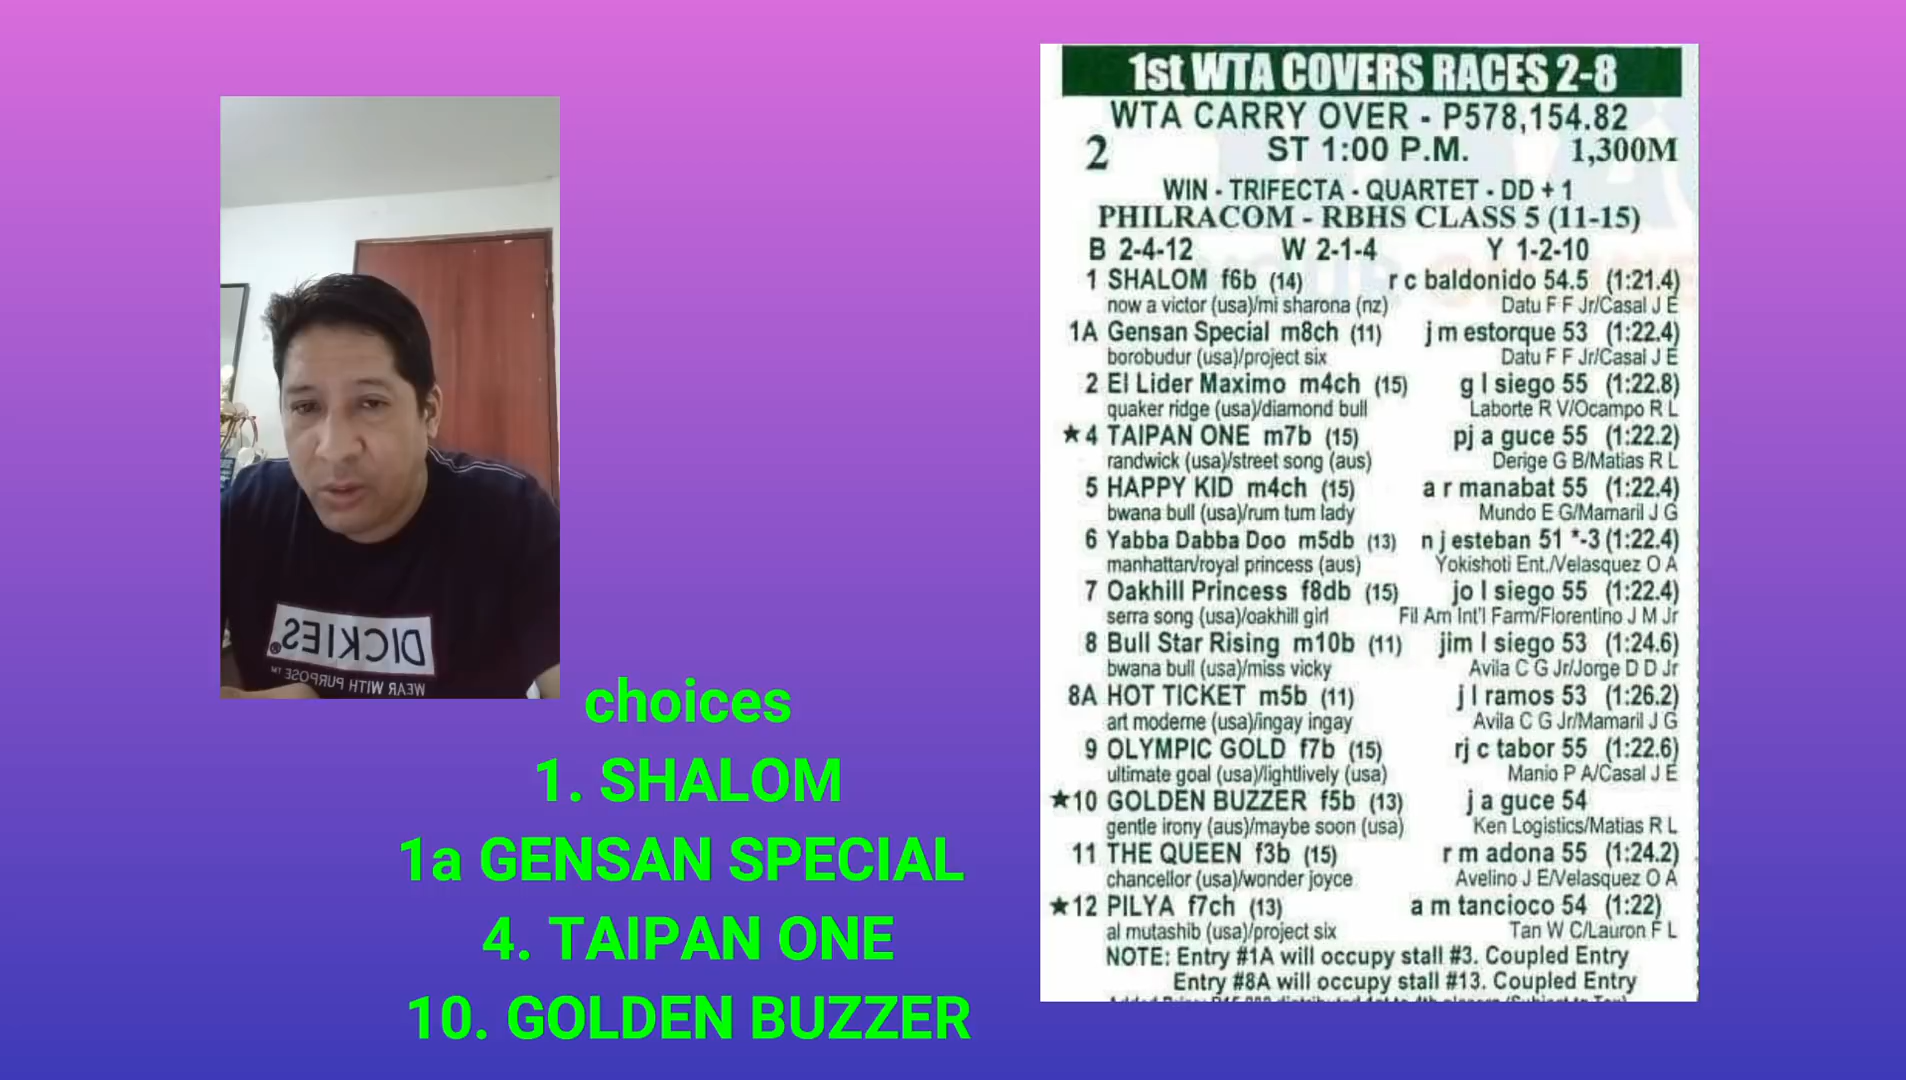 DICKIES®
WEAR WITH PURPOSE™
choices
1. SHALOM
1a GENSAN SPECIAL
4. TAIPAN ONE
10. GOLDEN BUZZER
1st WTA COVERS RACES 2-8
WTA CARRY OVER - P578,154.82
2 ST 1:00 P.M. 1,300M
WIN - TRIFECTA - QUARTET - DD + 1
PHILRACOM - RBHS CLASS 5 (11-15)
B 2-4-12 W 2-1-4 Y 1-2-10
1 SHALOM f6b (14) r c baldonido 54.5 (1:21.4)
now a victor (usa)/mi sharona (nz) Datu F F Jr/Casal J E
1A Gensan Special m8ch (11) j m estorque 53 (1:22.4)
borobudur (usa)/project six Datu F F Jr/Casal J E
2 El Lider Maximo m4ch (15) g l siego 55 (1:22.8)
quaker ridge (usa)/diamond bull Laborte R V/Ocampo R L
★4 TAIPAN ONE m7b (15) pj a guce 55 (1:22.2)
randwick (usa)/street song (aus) Derige G B/Matias R L
5 HAPPY KID m4ch (15) a r manabat 55 (1:22.4)
bwana bull (usa)/rum tum lady Mundo E G/Mamaril J G
6 Yabba Dabba Doo m5db (13) n j esteban 51 *-3 (1:22.4)
manhattan/royal princess (aus) Yokishoti Ent./Velasquez O A
7 Oakhill Princess f8db (15) jo l siego 55 (1:22.4)
serra song (usa)/oakhill girl Fil Am Int'l Farm/Florentino J M Jr
8 Bull Star Rising m10b (11) jim l siego 53 (1:24.6)
bwana bull (usa)/miss vicky Avila C G Jr/Jorge D D Jr
8A HOT TICKET m5b (11) j l ramos 53 (1:26.2)
art moderne (usa)/ingay ingay Avila C G Jr/Mamaril J G
9 OLYMPIC GOLD f7b (15) rj c tabor 55 (1:22.6)
ultimate goal (usa)/lightlively (usa) Manio P A/Casal J E
★10 GOLDEN BUZZER f5b (13) j a guce 54
gentle irony (aus)/maybe soon (usa) Ken Logistics/Matias R L
11 THE QUEEN f3b (15) r m adona 55 (1:24.2)
chancellor (usa)/wonder joyce Avelino J E/Velasquez O A
★12 PILYA f7ch (13) a m tancioco 54 (1:22)
al mutashib (usa)/project six Tan W C/Lauron F L
NOTE: Entry #1A will occupy stall #3. Coupled Entry
Entry #8A will occupy stall #13. Coupled Entry